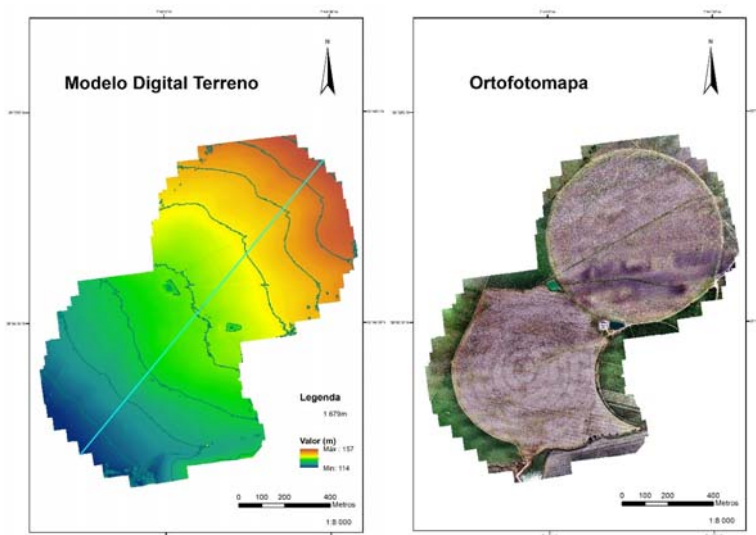 N
Modelo Digital Terreno
Legenda
1 679m
Valor (m)
Máx : 157
Min: 114
0 100 200 400
Metros
1:8 000
N
Ortofotomapa
0 100 200 400
Metros
1:8 000